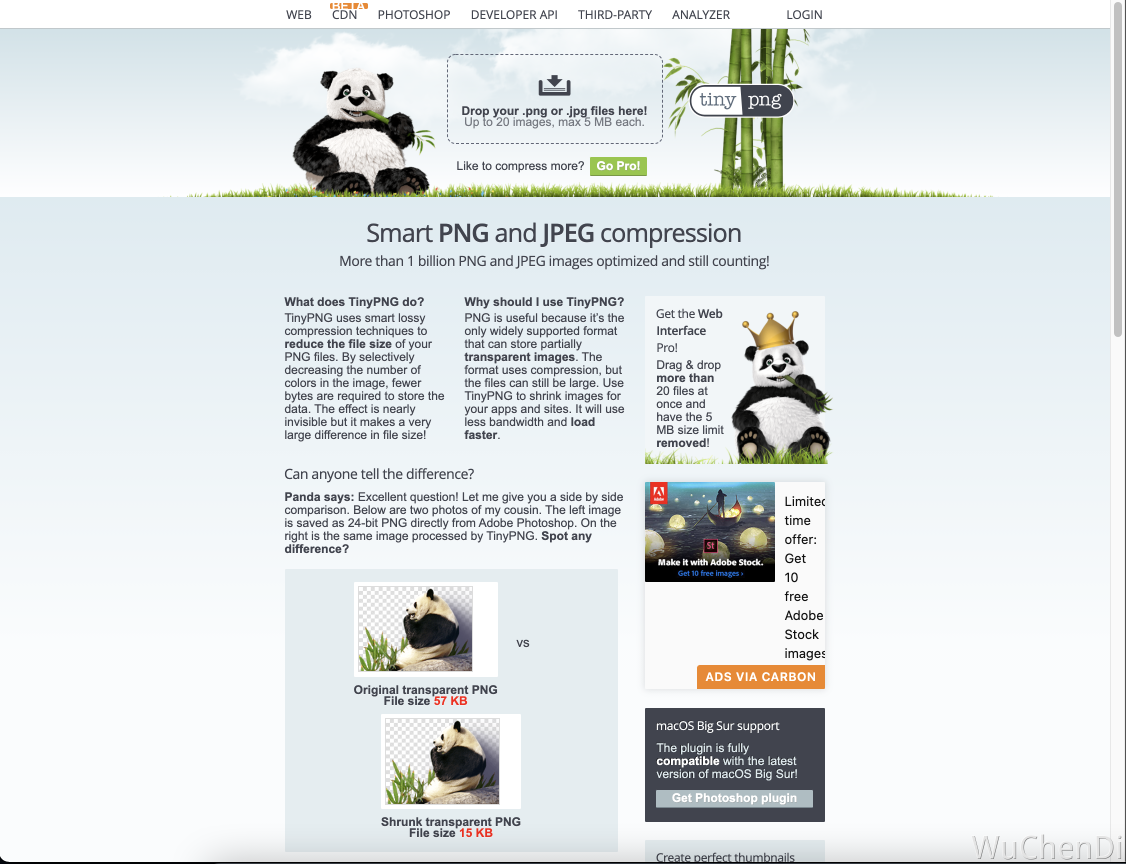 WEB
BETA
CDN
PHOTOSHOP
DEVELOPER API
THIRD-PARTY
ANALYZER
LOGIN
Drop your .png or .jpg files here!
Up to 20 images, max 5 MB each.
Like to compress more? Go Pro!
tiny png
Smart PNG and JPEG compression
More than 1 billion PNG and JPEG images optimized and still counting!
What does TinyPNG do?
TinyPNG uses smart lossy
compression techniques to
reduce the file size of your
PNG files. By selectively
decreasing the number of
colors in the image, fewer
bytes are required to store the
data. The effect is nearly
invisible but it makes a very
large difference in file size!
Why should I use TinyPNG?
PNG is useful because it's the
only widely supported format
that can store partially
transparent images. The
format uses compression, but
the files can still be large. Use
TinyPNG to shrink images for
your apps and sites. It will use
less bandwidth and load
faster.
Get the Web
Interface
Pro!
Drag & drop
more than
20 files at
once and
have the 5
MB size limit
removed!
Can anyone tell the difference?
Panda says: Excellent question! Let me give you a side by side
comparison. Below are two photos of my cousin. The left image
is saved as 24-bit PNG directly from Adobe Photoshop. On the
right is the same image processed by TinyPNG. Spot any
difference?
vs
Original transparent PNG
File size 57 KB
Shrunk transparent PNG
File size 15 KB
Adobe
St
Make it with Adobe Stock.
Get 10 free images ›
Limited
time
offer:
Get
10
free
Adobe
Stock
images
ADS VIA CARBON
macOS Big Sur support
The plugin is fully
compatible with the latest
version of macOS Big Sur!
Get Photoshop plugin
Create perfect thumbnails
WuChenDi